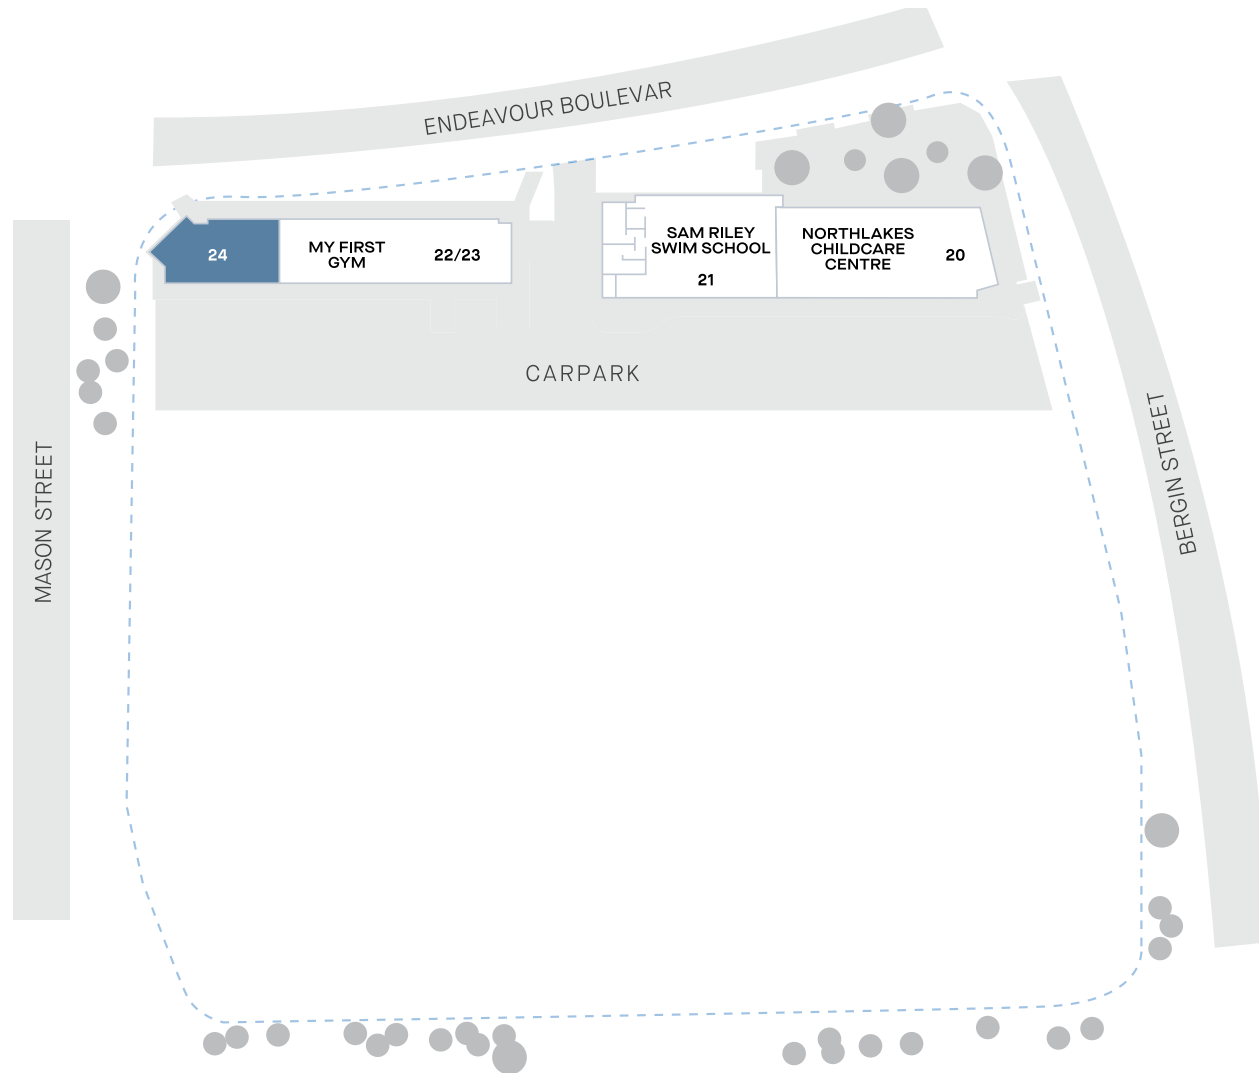 ENDEAVOUR BOULEVAR
24
MY FIRST
GYM
22/23
SAM RILEY
SWIM SCHOOL
21
NORTHLAKES
CHILDCARE
CENTRE
20
CARPARK
MASON STREET
BERGIN STREET